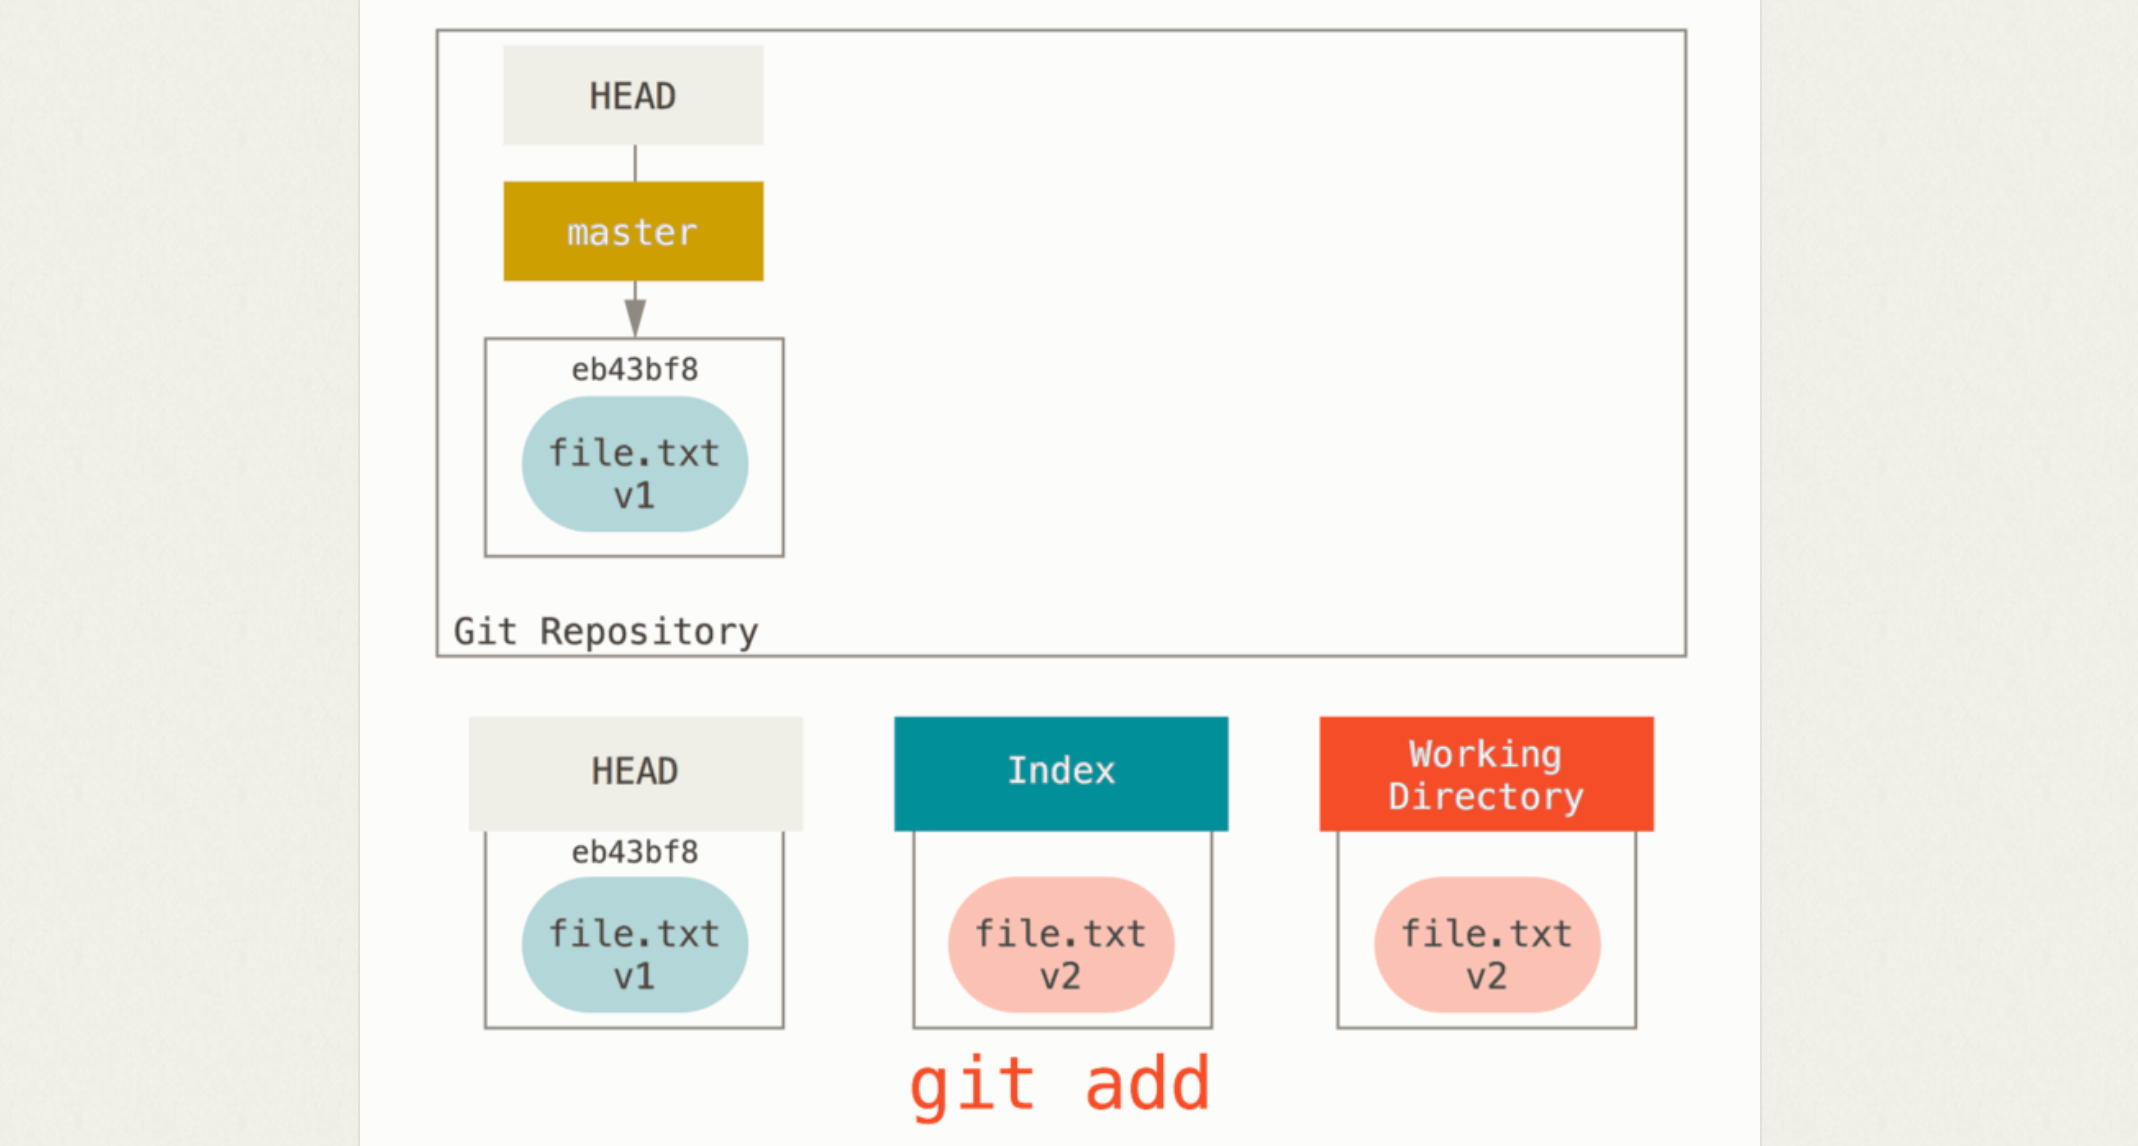 HEAD
master
eb43bf8
file.txt
v1
Git Repository
HEAD
eb43bf8
file.txt
v1
Index
file.txt
v2
Working
Directory
file.txt
v2
git add